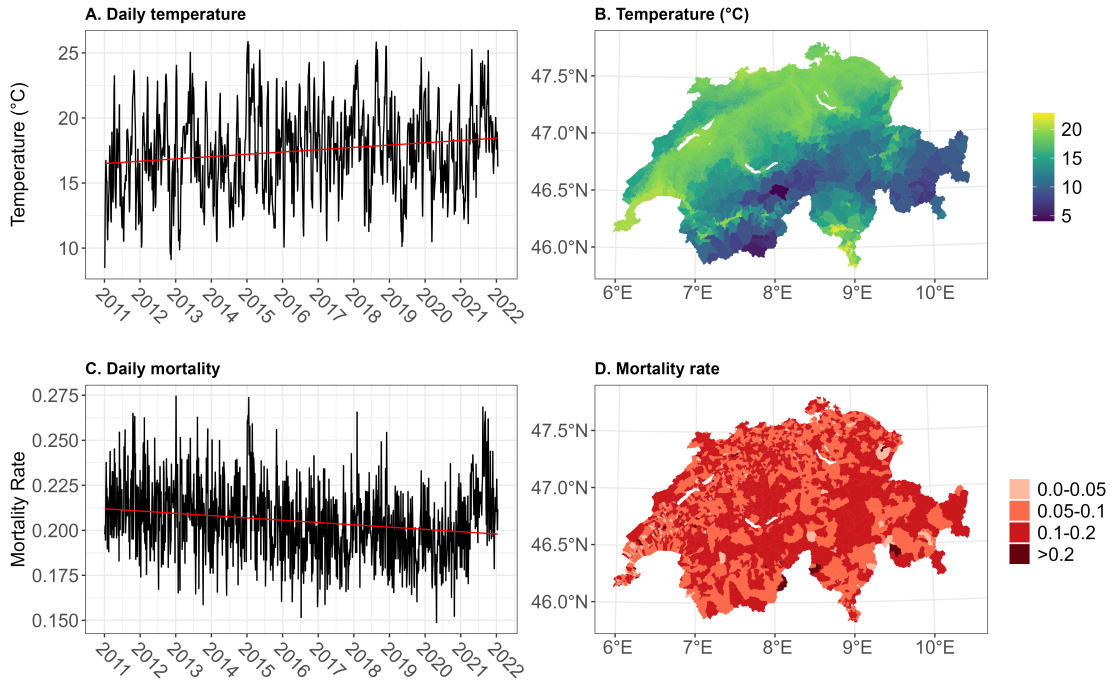 A. Daily temperature
Temperature (°C)
25
20
15
10
2011 2012 2013 2014 2015 2016 2017 2018 2019 2020 2021 2022
B. Temperature (°C)
47.5°N
47.0°N
46.5°N
46.0°N
6°E 7°E 8°E 9°E 10°E
20
15
10
5
C. Daily mortality
Mortality Rate
0.275
0.250
0.225
0.200
0.175
0.150
2011 2012 2013 2014 2015 2016 2017 2018 2019 2020 2021 2022
D. Mortality rate
47.5°N
47.0°N
46.5°N
46.0°N
6°E 7°E 8°E 9°E 10°E
0.0-0.05
0.05-0.1
0.1-0.2
>0.2